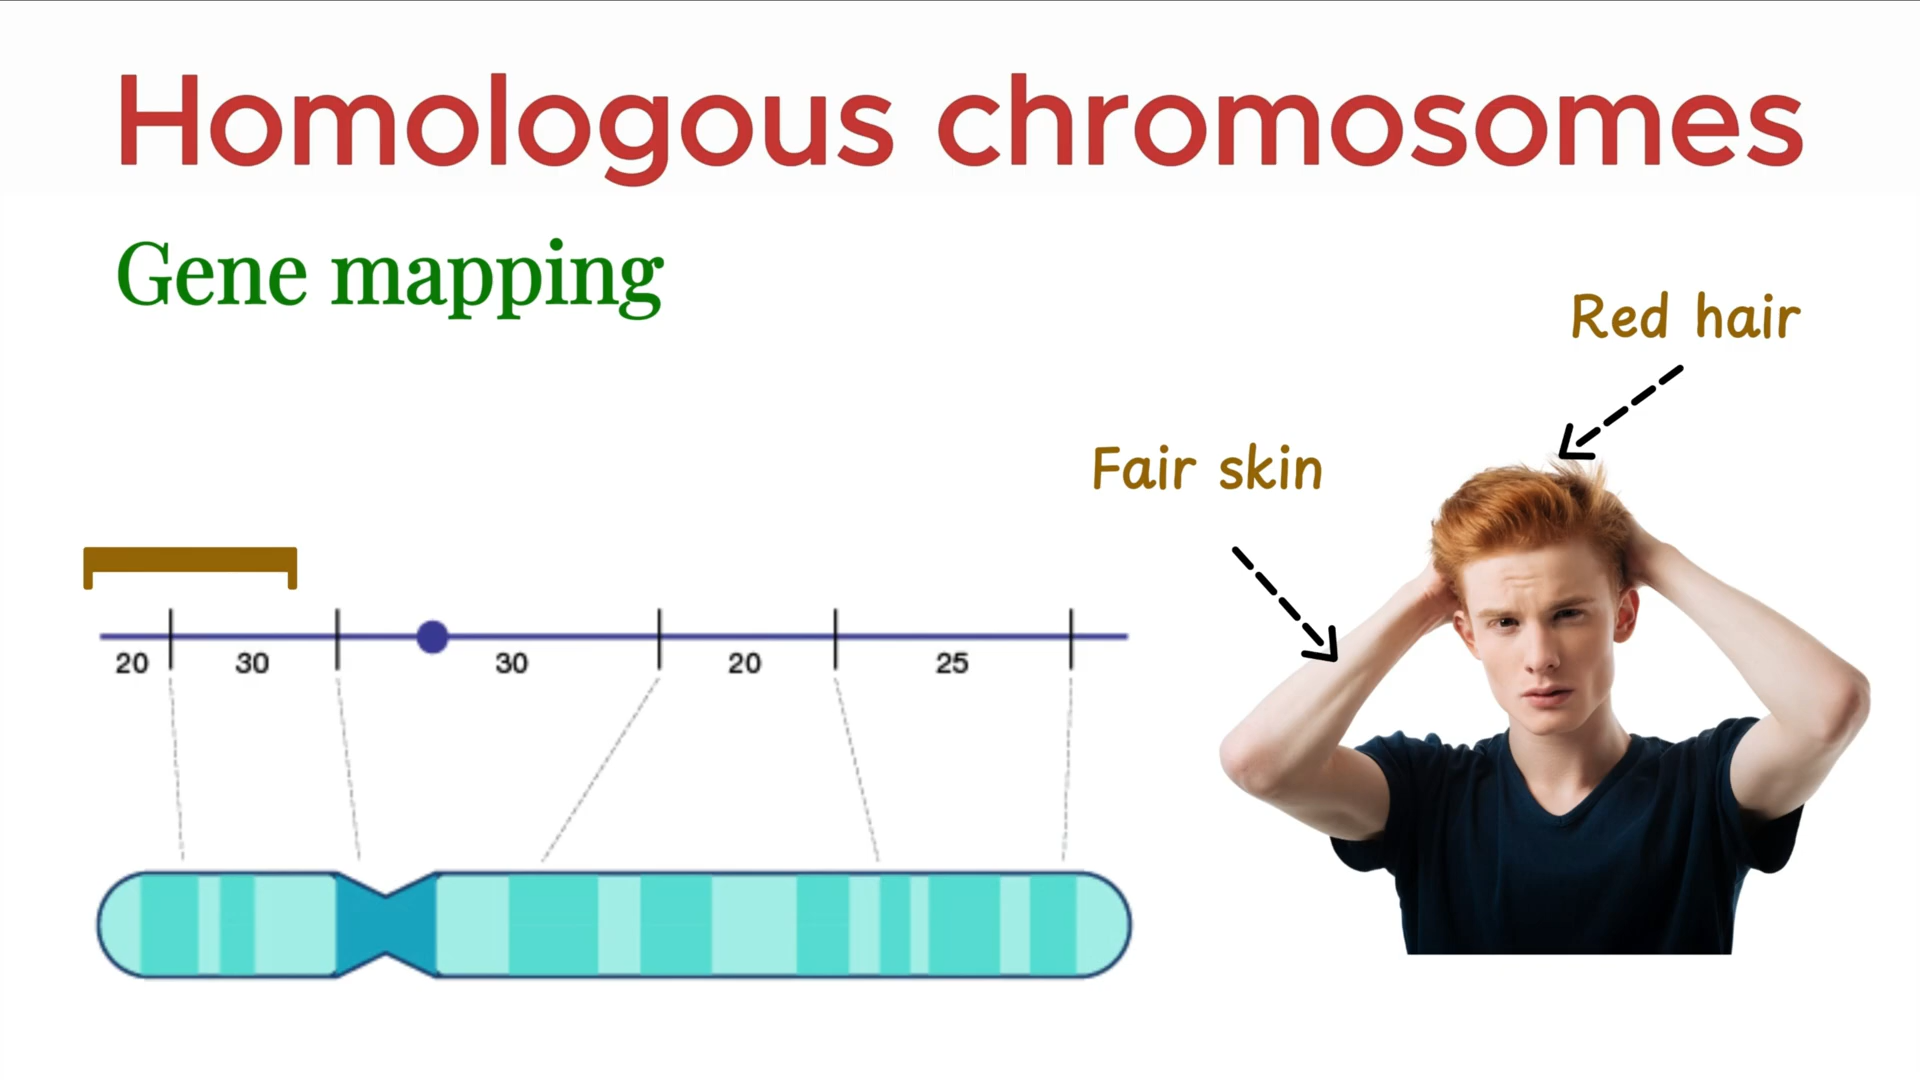 Homologous chromosomes
Gene mapping
Red hair
Fair skin
20 30 30 20 25